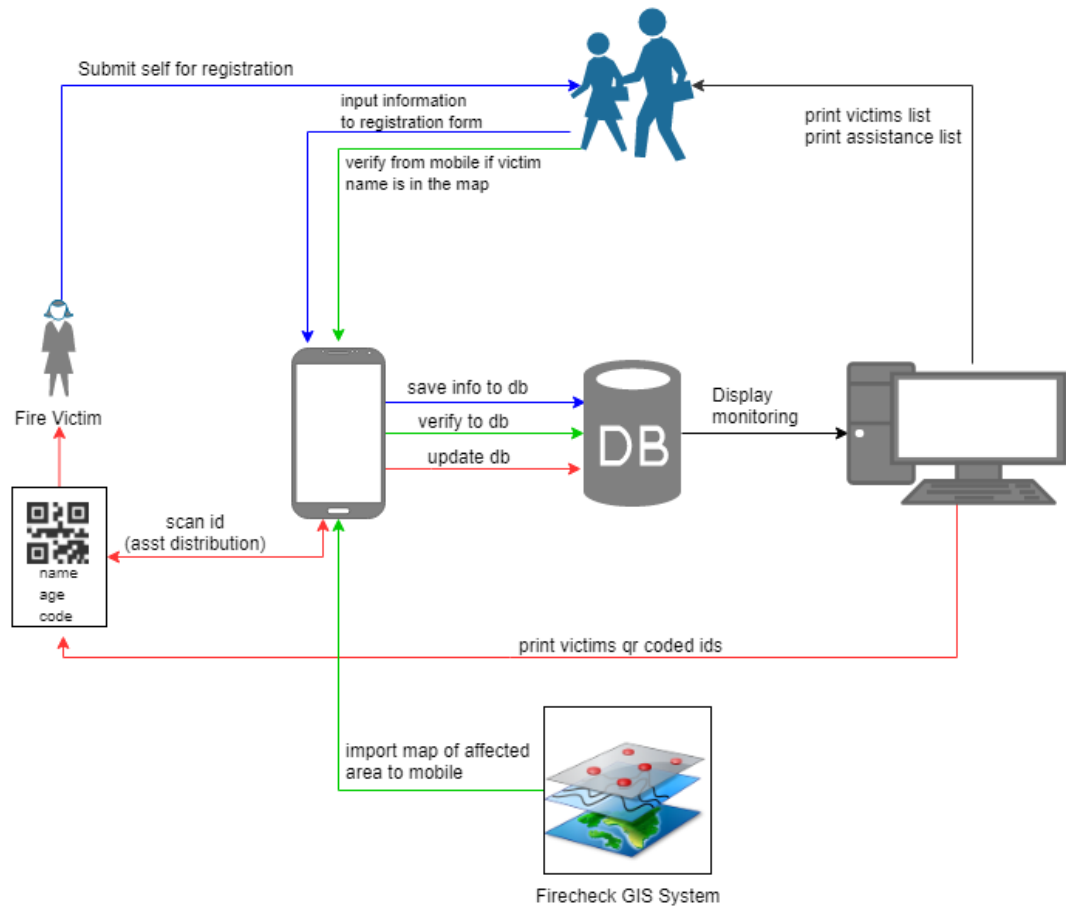 Submit self for registration
input information
to registration form
verify from mobile if victim
name is in the map
print victims list
print assistance list
Fire Victim
save info to db
verify to db
update db
DB
Display
monitoring
scan id
(asst distribution)
name
age
code
print victims qr coded ids
import map of affected
area to mobile
Firecheck GIS System